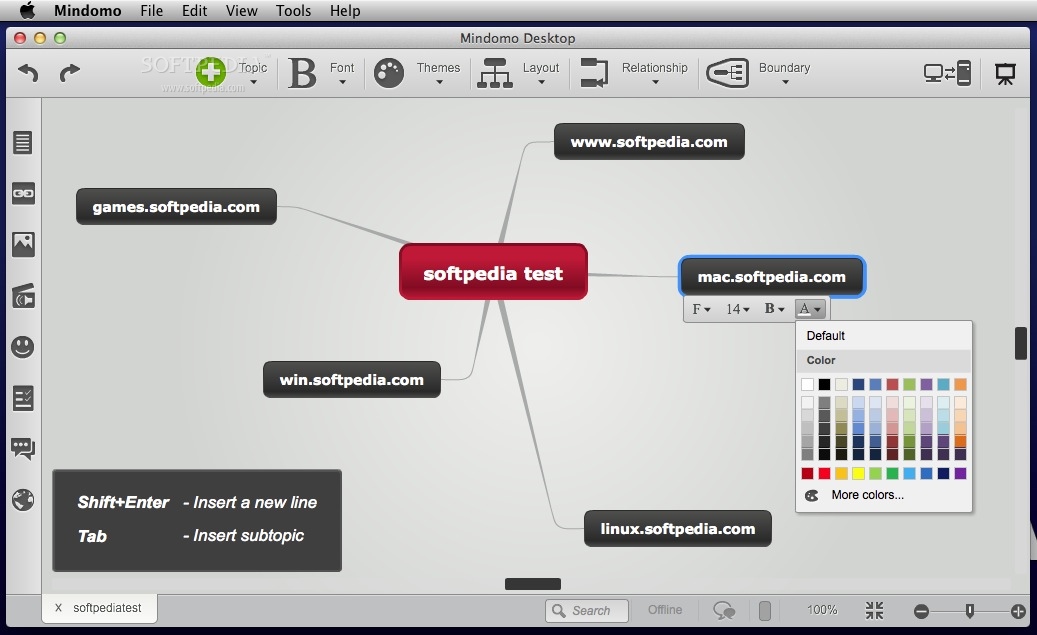 Mindomo File Edit View Tools Help
Mindomo Desktop
SOFTPEDIA
www.softpedia.com
Topic B Font Themes Layout Relationship Boundary
www.softpedia.com
games.softpedia.com
softpedia test
mac.softpedia.com
F 14 B A
Default
Color
More colors...
win.softpedia.com
linux.softpedia.com
Shift+Enter - Insert a new line
Tab - Insert subtopic
X softpediatest
Search Offline 100%